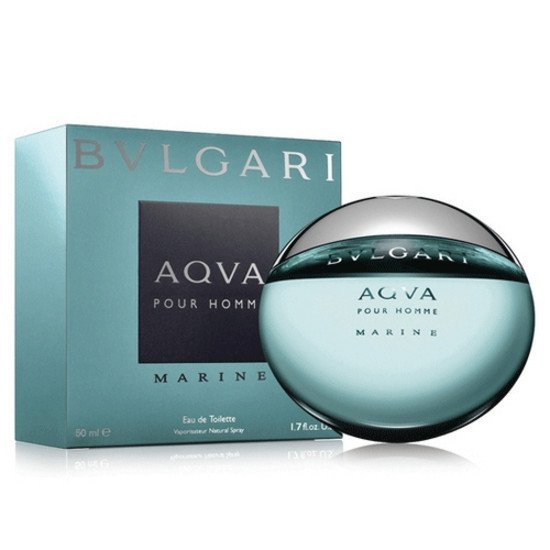 BVLGARI
AQVA
POUR HOMME
MARINE
Eau de Toilette
Vaporisateur Natural Spray
50 ml e
1.7 fl. oz.
BVLGARI
AQVA
POUR HOMME
MARINE